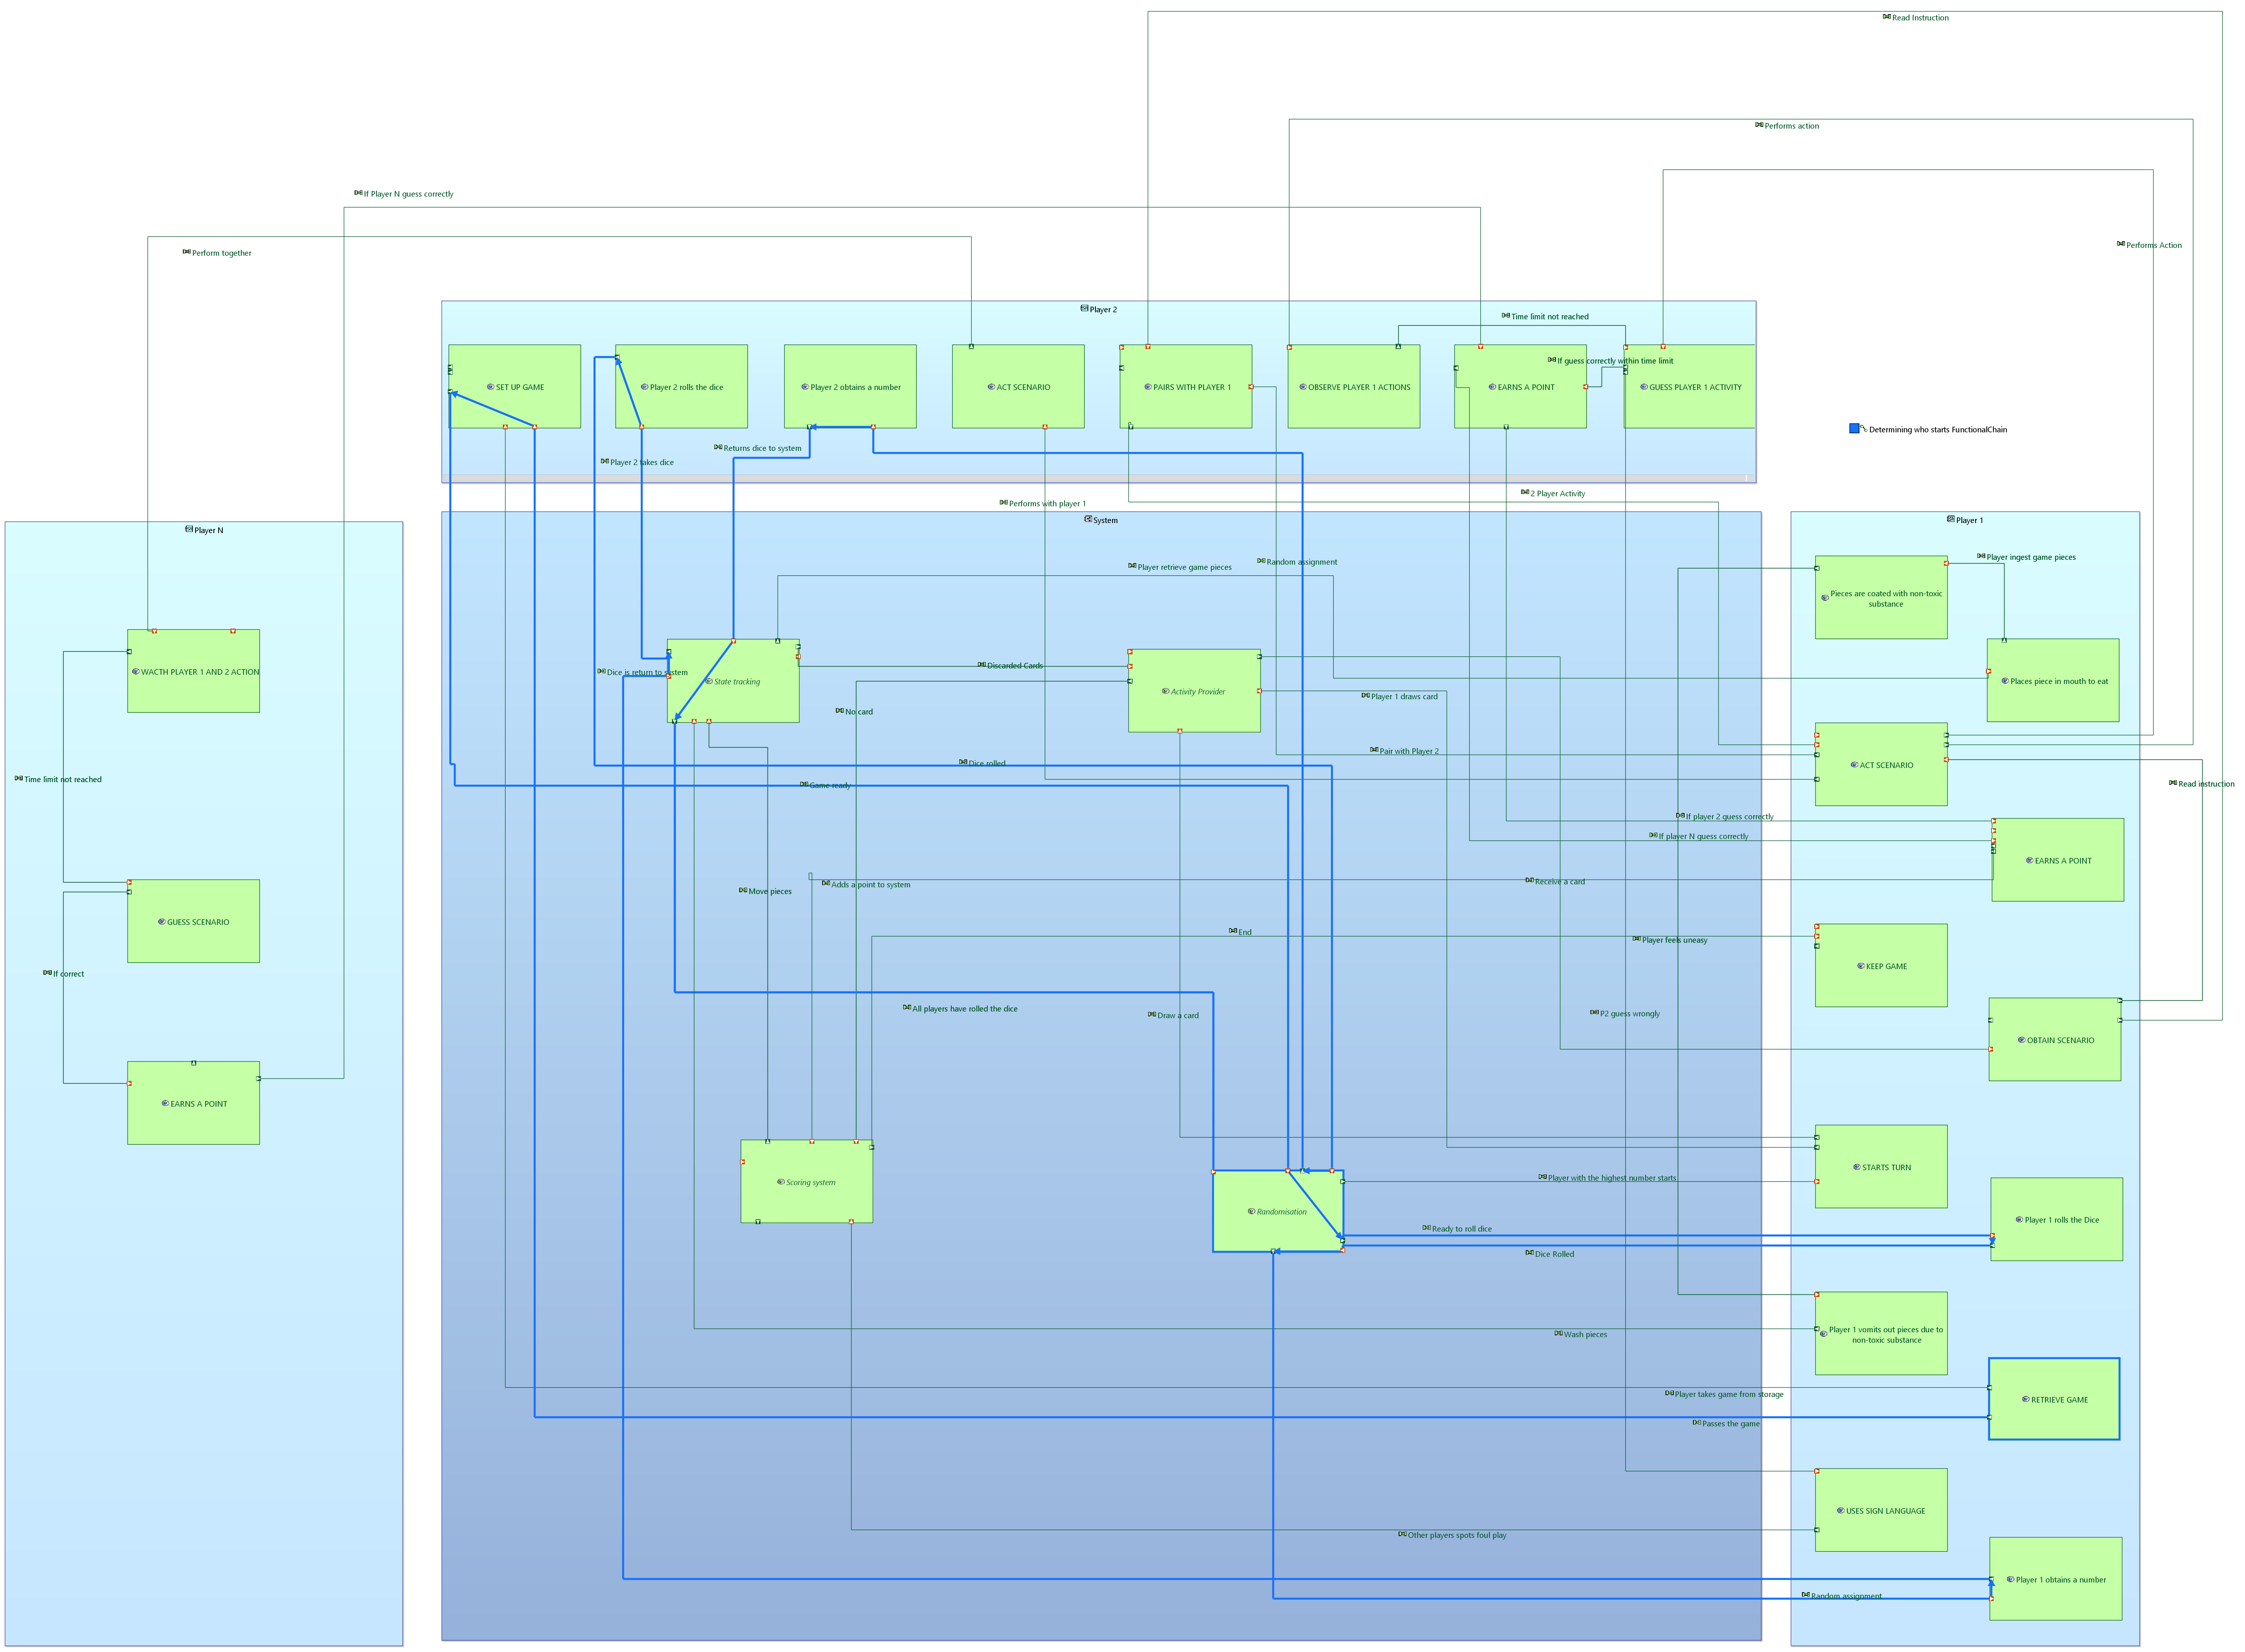 Read Instruction
Performs action
If Player N guess correctly
Performs Action
Perform together
Player 2
Time limit not reached
If guess correctly within time limit
SET UP GAME
Player 2 rolls the dice
Player 2 obtains a number
ACT SCENARIO
PAIRS WITH PLAYER 1
OBSERVE PLAYER 1 ACTIONS
EARNS A POINT
GUESS PLAYER 1 ACTIVITY
Determining who starts FunctionalChain
Returns dice to system
Player 2 takes dice
2 Player Activity
Performs with player 1
Player N
System
Player 1
Player ingest game pieces
Random assignment
Player retrieve game pieces
Pieces are coated with non-toxic
substance
WACTH PLAYER 1 AND 2 ACTION
Dice is return to system
State tracking
Discarded Cards
Activity Provider
Places piece in mouth to eat
Player 1 draws card
No card
Pair with Player 2
Dice rolled
ACT SCENARIO
Time limit not reached
Game ready
Read instruction
If player 2 guess correctly
If player N guess correctly
EARNS A POINT
Move pieces
Adds a point to system
Receive a card
GUESS SCENARIO
End
Player feels uneasy
KEEP GAME
If correct
All players have rolled the dice
Draw a card
P2 guess wrongly
OBTAIN SCENARIO
EARNS A POINT
STARTS TURN
Scoring system
Player with the highest number starts
Randomisation
Player 1 rolls the Dice
Ready to roll dice
Dice Rolled
Wash pieces
Player 1 vomits out pieces due to
non-toxic substance
Player takes game from storage
RETRIEVE GAME
Passes the game
USES SIGN LANGUAGE
Other players spots foul play
Player 1 obtains a number
Random assignment